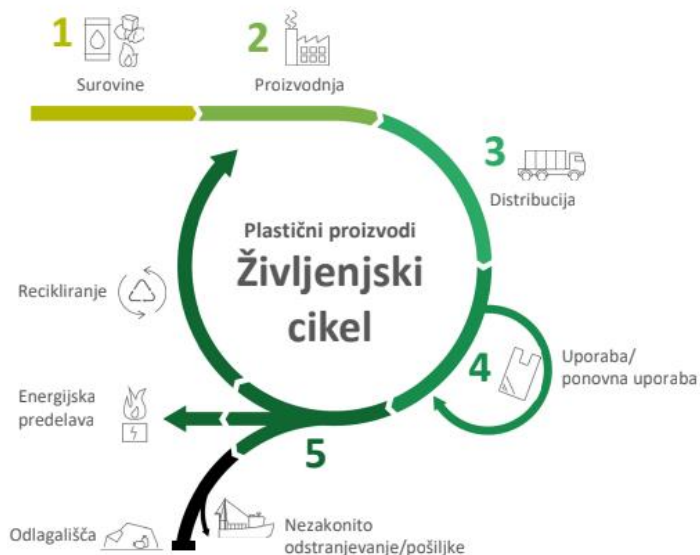 1
Surovine
2
Proizvodnja
3
Distribucija
Plastični proizvodi
Življenjski
cikel
Recikliranje
4
Uporaba/
ponovna uporaba
Energijska
predelava
5
Odlagališča
Nezakonito
odstranjevanje/pošiljke